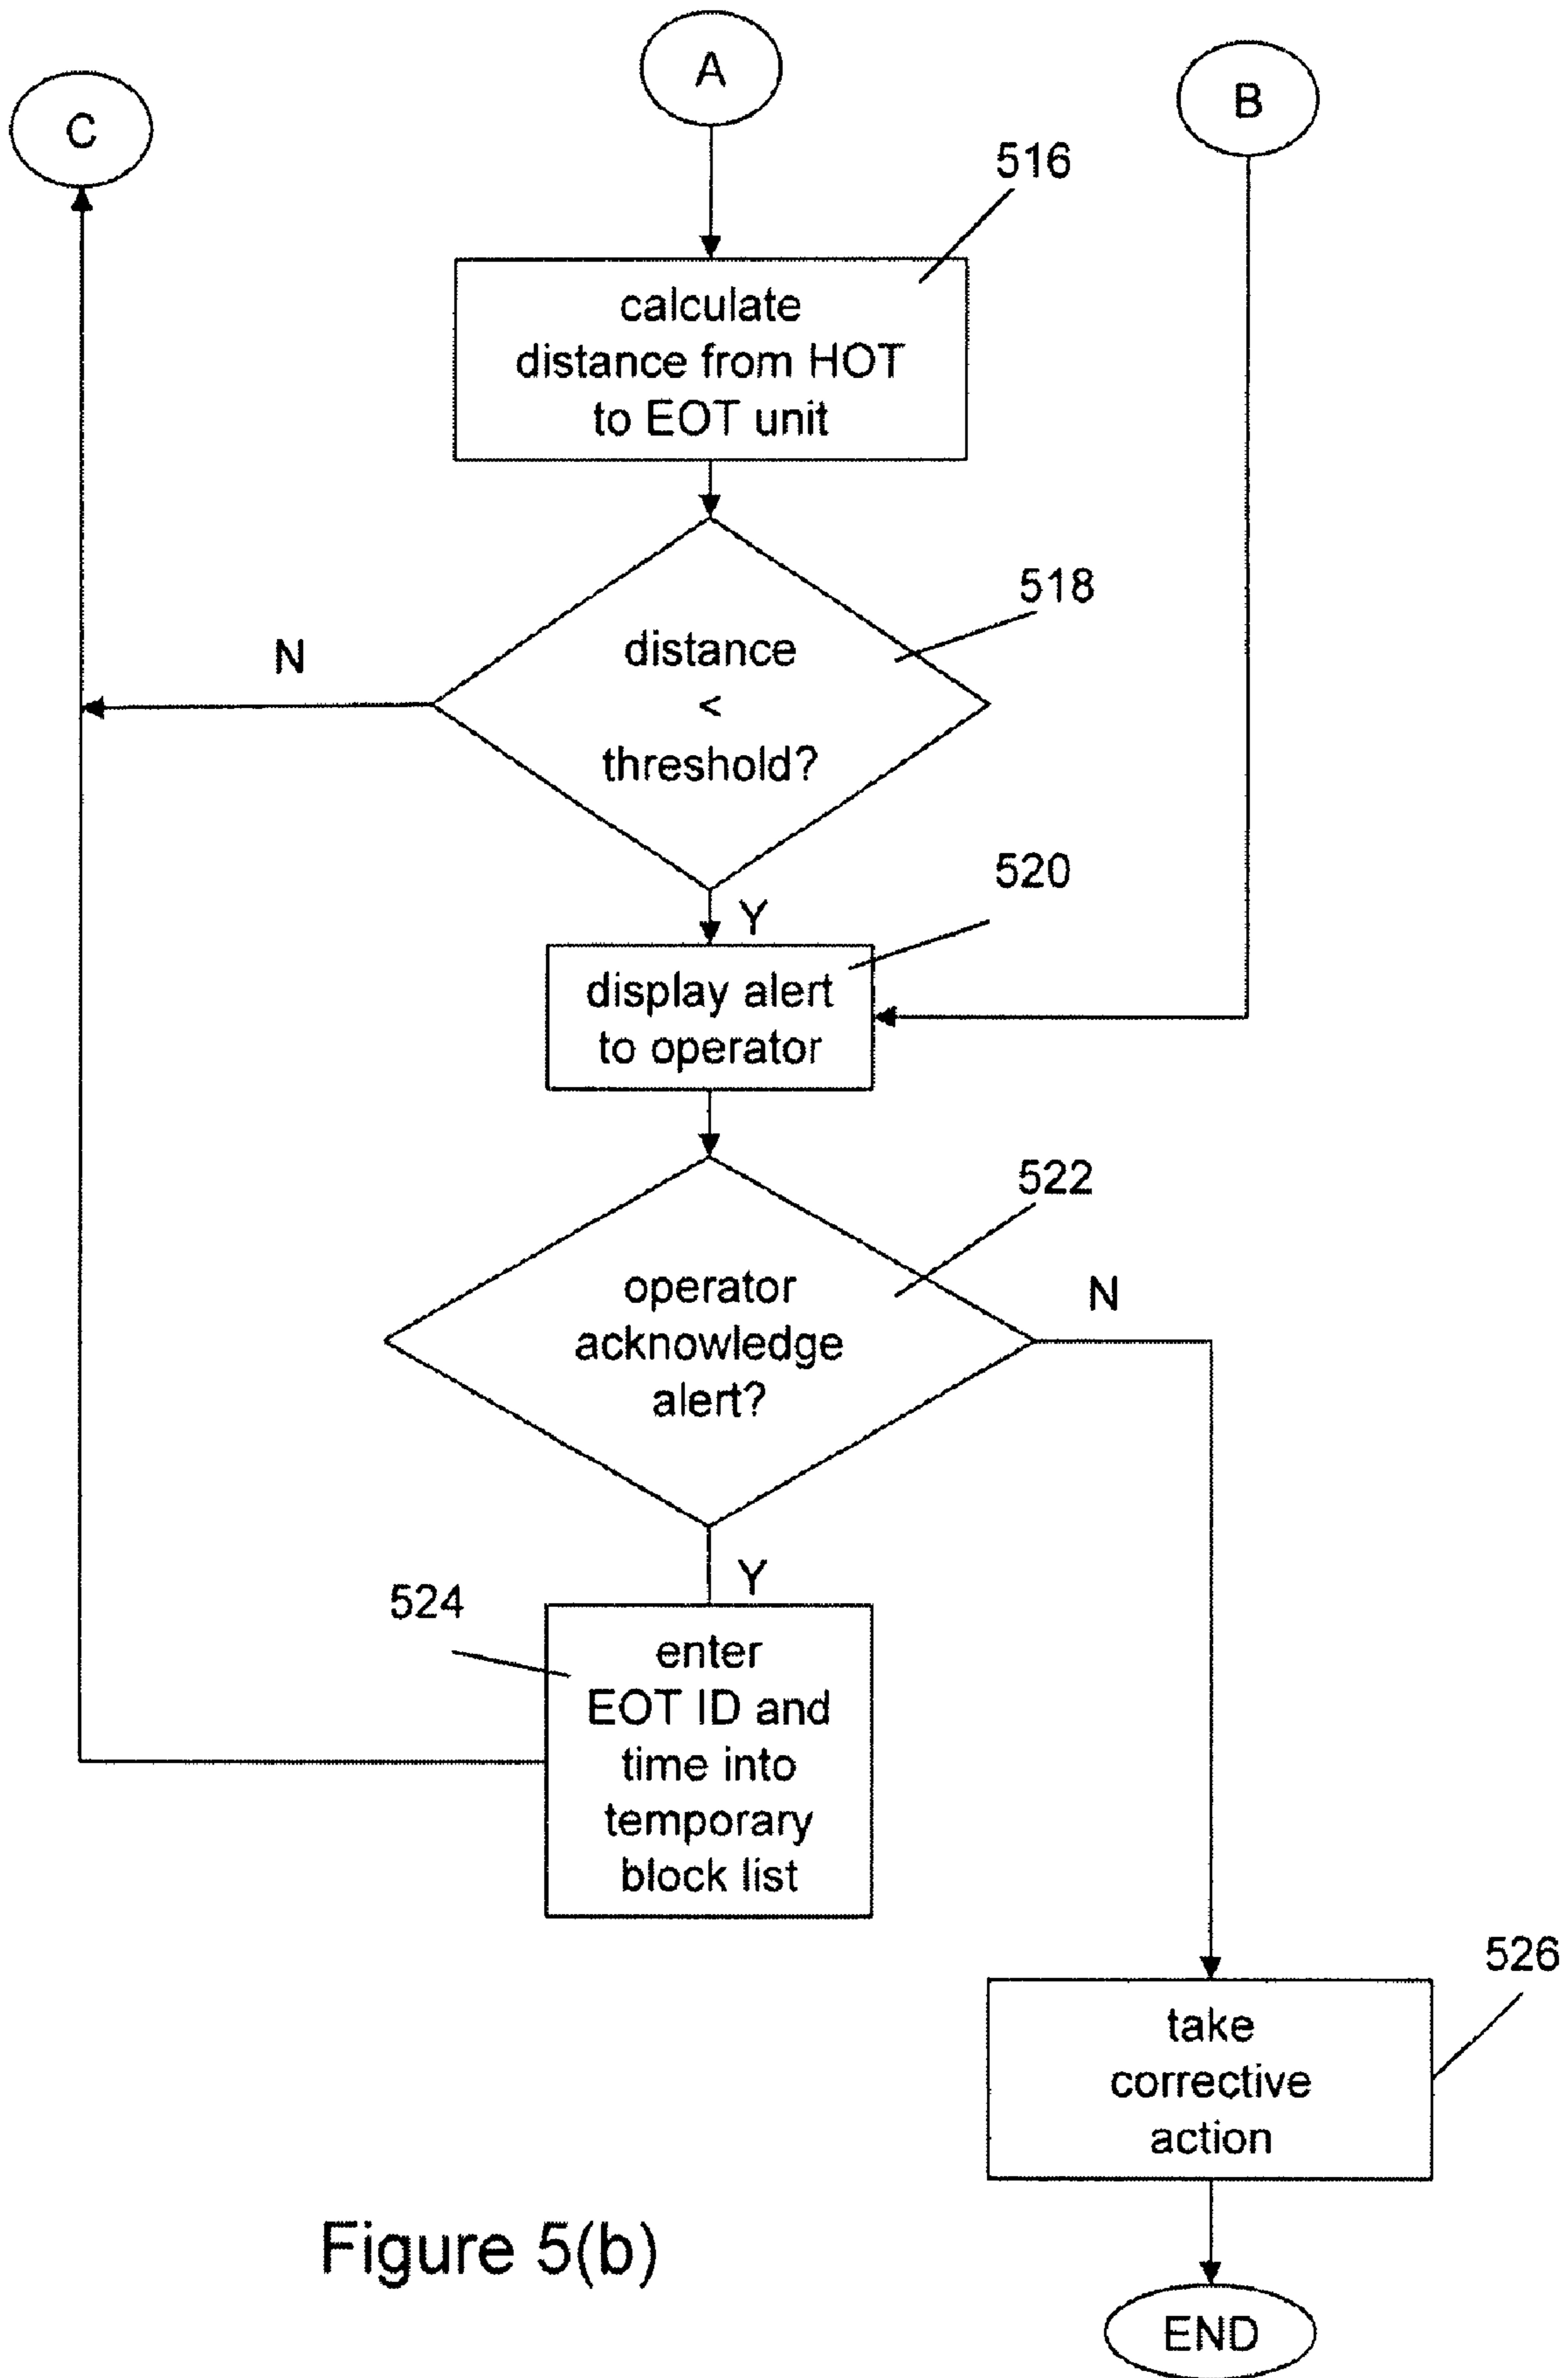 A
B
C
516
calculate
distance from HOT
to EOT unit
518
N
distance
<
threshold?
520
Y
display alert
to operator
522
operator
acknowledge
alert?
N
Y
524
enter
EOT ID and
time into
temporary
block list
526
take
corrective
action
Figure 5(b)
END